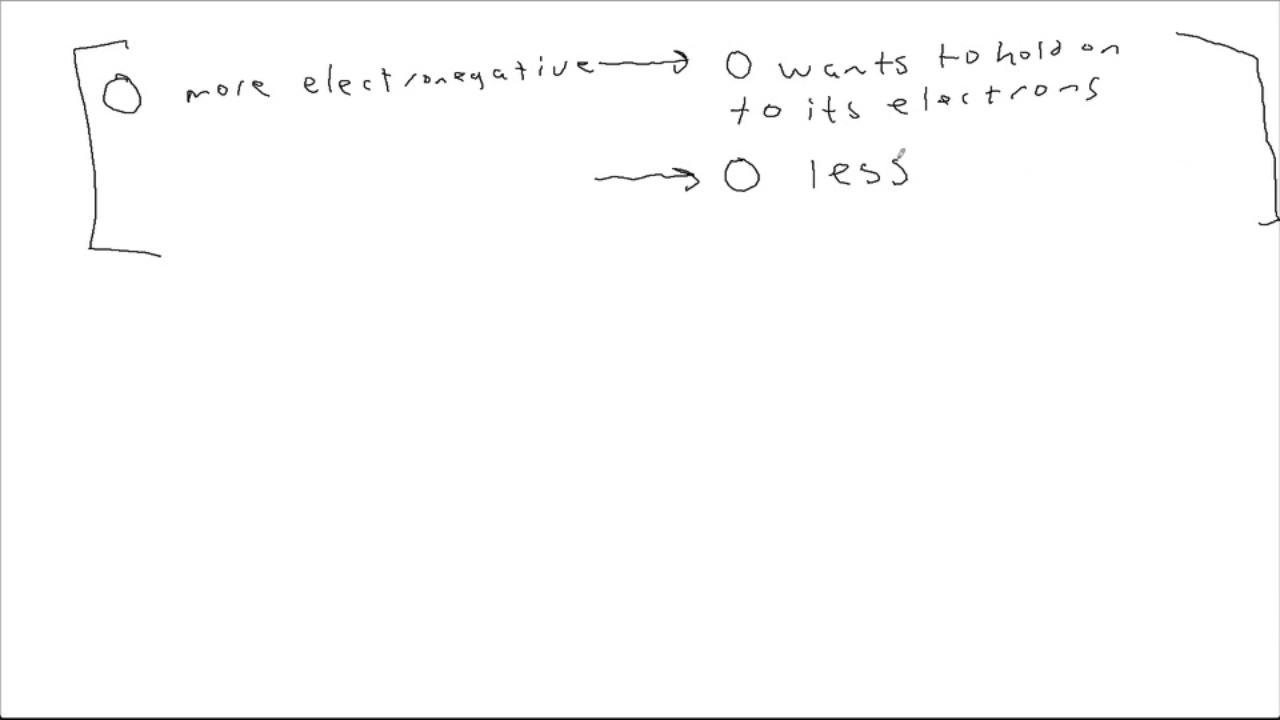 O more electronegative → O wants to hold on
to its electrons
→ O less